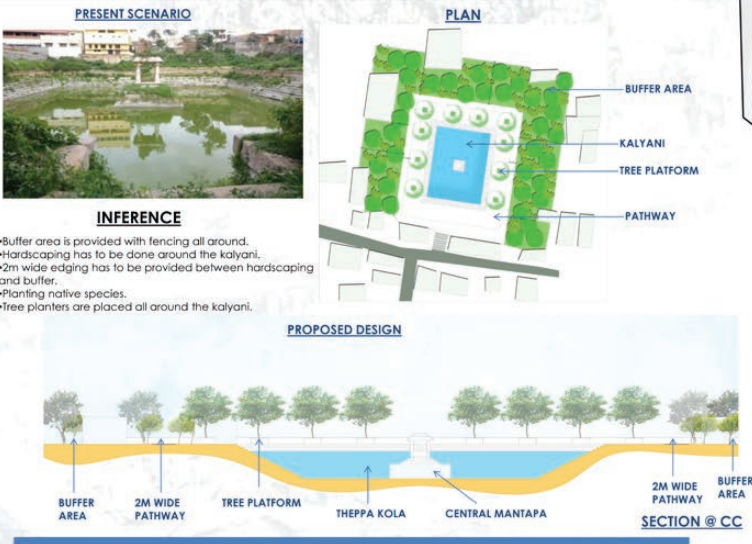 PRESENT SCENARIO
PLAN
BUFFER AREA
KALYANI
TREE PLATFORM
PATHWAY
INFERENCE
•Buffer area is provided with fencing all around.
•Hardscaping has to be done around the kalyani.
•2m wide edging has to be provided between hardscaping
and buffer.
•Planting native species.
•Tree planters are placed all around the kalyani.
PROPOSED DESIGN
BUFFER
AREA
2M WIDE
PATHWAY
TREE PLATFORM
THEPPA KOLA
CENTRAL MANTAPA
2M WIDE
PATHWAY
BUFFER
AREA
SECTION @ CC